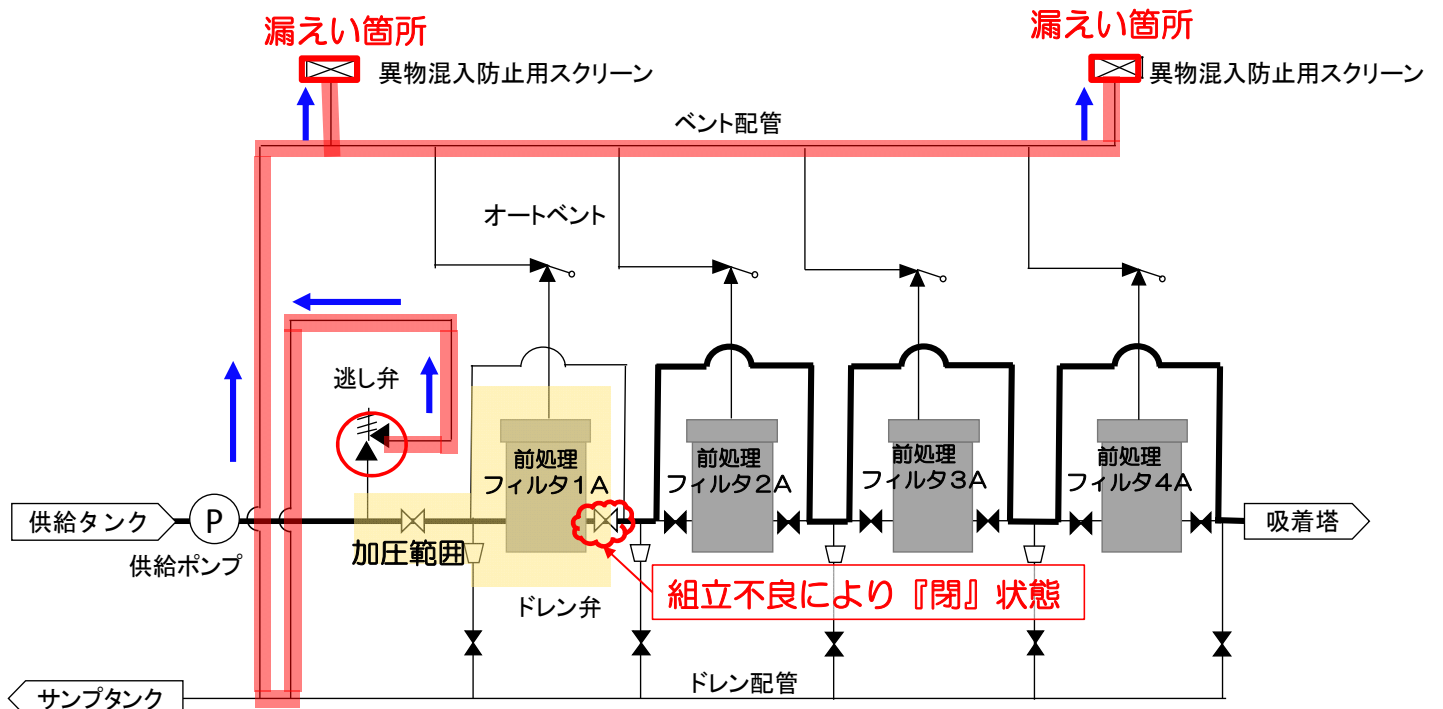 漏えい箇所
漏えい箇所
異物混入防止用スクリーン
異物混入防止用スクリーン
ベント配管
オートベント
逃し弁
前処理
フィルタ1A
前処理
フィルタ2A
前処理
フィルタ3A
前処理
フィルタ4A
供給タンク
P
吸着塔
加圧範囲
供給ポンプ
組立不良により『閉』状態
ドレン弁
ドレン配管
サンプタンク